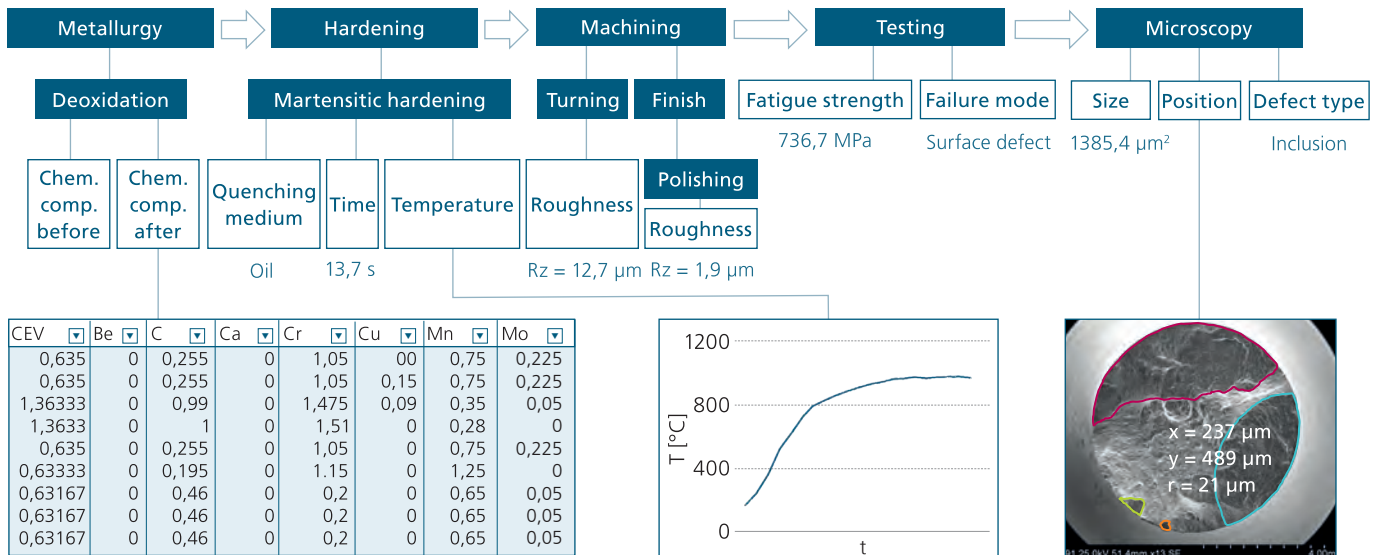 Metallurgy
Hardening
Machining
Testing
Microscopy
Deoxidation
Martensitic hardening
Turning
Finish
Fatigue strength
Failure mode
Size
Position
Defect type
736,7 MPa
Surface defect
1385,4 µm²
Inclusion
Chem.
comp.
before
Chem.
comp.
after
Quenching
medium
Time
Temperature
Roughness
Polishing
Roughness
Oil
13,7 s
Rz = 12,7 µm
Rz = 1,9 µm
CEV Be C Ca Cr Cu Mn Mo
0,635 0 0,255 0 1,05 00 0,75 0,225
0,635 0 0,255 0 1,05 0,15 0,75 0,225
1,36333 0 0,99 0 1,475 0,09 0,35 0,05
1,3633 0 1 0 1,51 0 0,28 0
0,635 0 0,255 0 1,05 0 0,75 0,225
0,63333 0 0,195 0 1.15 0 1,25 0
0,63167 0 0,46 0 0,2 0 0,65 0,05
0,63167 0 0,46 0 0,2 0 0,65 0,05
0,63167 0 0,46 0 0,2 0 0,65 0,05
1200
800
400
0
T [°C]
t
x = 237 µm
y = 489 µm
r = 21 µm
91 25.0kV 51.4mm x13 SE 4.00mm